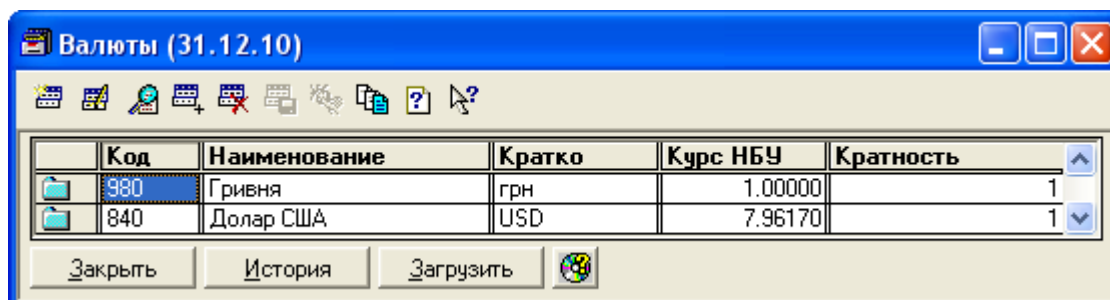 Валюты (31.12.10)
Код Наименование Кратко Курс НБУ Кратность
980 Гривня грн 1.00000 1
840 Долар США USD 7.96170 1
Закрыть История Загрузить